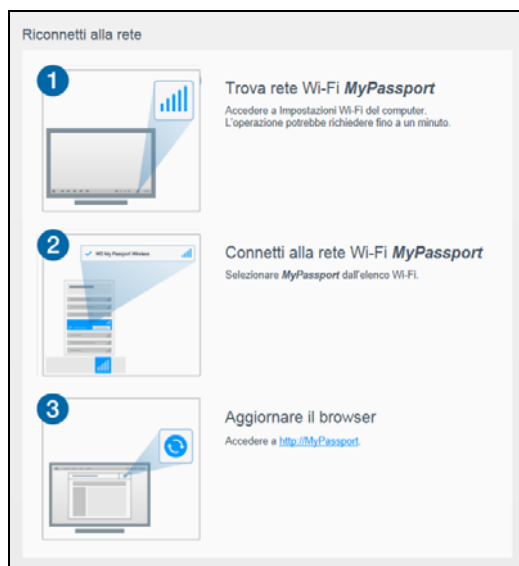 Riconnetti alla rete
1
Trova rete Wi-Fi MyPassport
Accedere a Impostazioni Wi-Fi del computer.
L'operazione potrebbe richiedere fino a un minuto.
2
WD My Passport Wireless
Connetti alla rete Wi-Fi MyPassport
Selezionare MyPassport dall'elenco Wi-Fi.
3
Aggiornare il browser
Accedere a http://MyPassport.